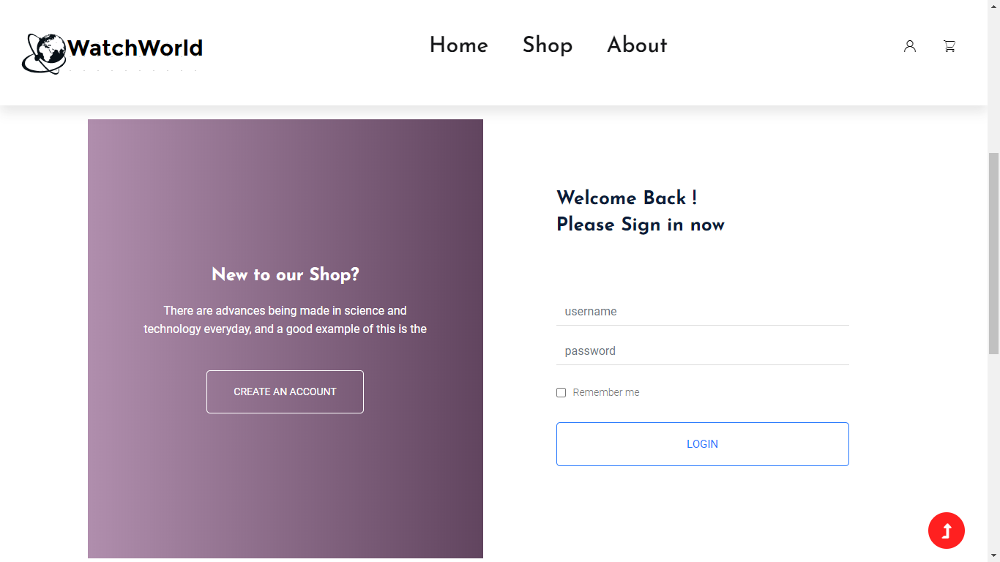 WatchWorld
Home
Shop
About
New to our Shop?
There are advances being made in science and
technology everyday, and a good example of this is the
CREATE AN ACCOUNT
Welcome Back !
Please Sign in now
username
password
Remember me
LOGIN